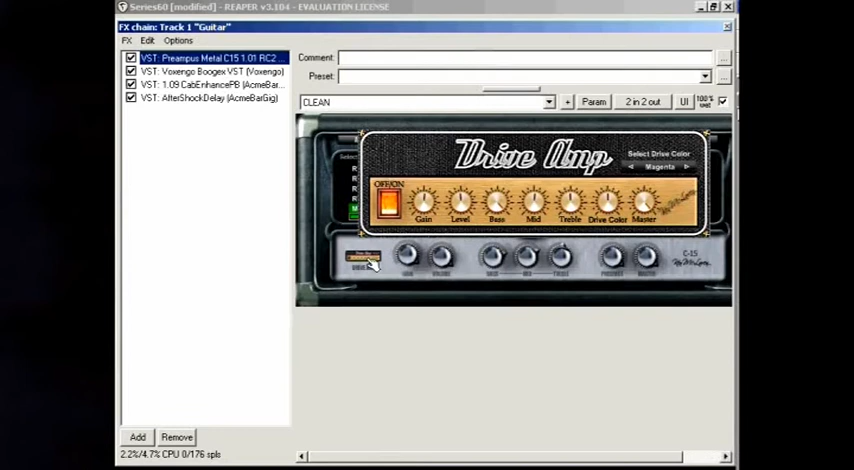 Series60 [modified] - REAPER v3.104 - EVALUATION LICENSE
FX chain: Track 1 "Guitar"
FX Edit Options
VST: Preampus Metal C15 1.01 RC2 ...
VST: Voxengo Boogex VST (Voxengo)
VST: 1.09 CabEnhancePB (AcmeBar...
VST: AfterShockDelay (AcmeBarGig)
Comment:
...
Preset:
...
CLEAN
+
Param
2 in 2 out
UI
100%
wet
Drive Amp
Select Drive Color
Magenta
OFF/ON
Gain Level Bass Mid Treble Drive Color Master
C-15
Add Remove
2.2%/4.7% CPU 0/176 spls